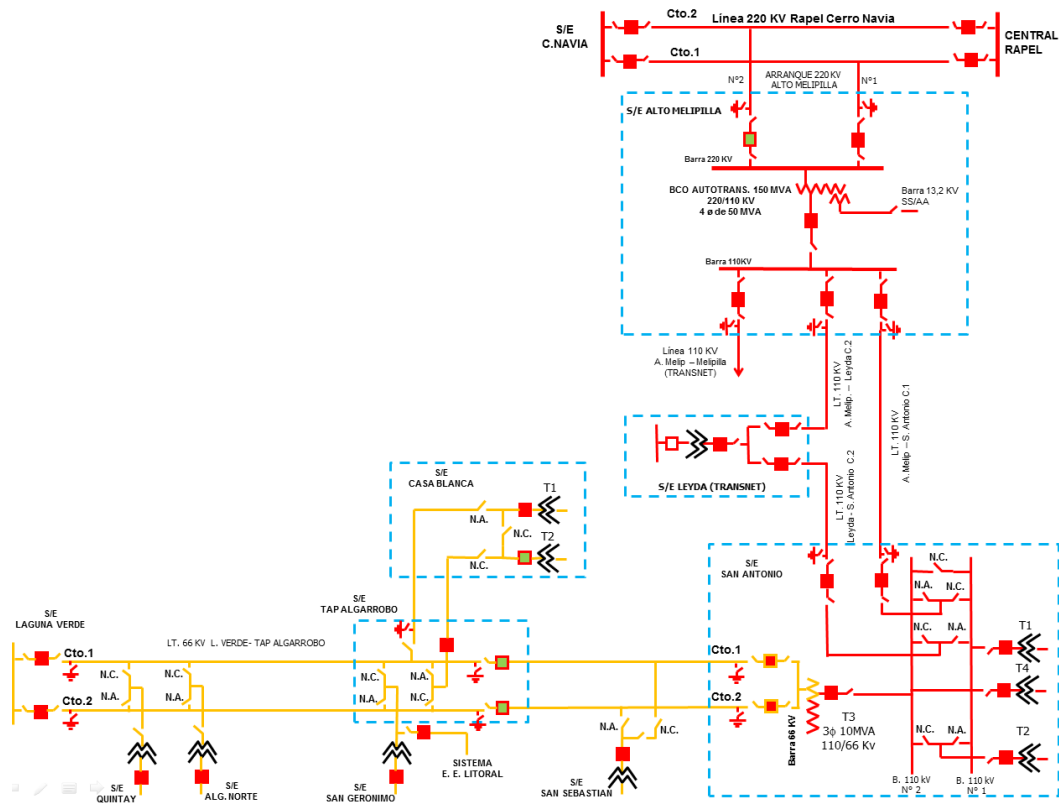 Cto.2
Línea 220 KV Rapel Cerro Navia
S/E
C.NAVIA
CENTRAL
RAPEL
Cto.1
N°2
ARRANQUE 220 KV
ALTO MELIPILLA
N°1
S/E ALTO MELIPILLA
Barra 220 KV
BCO AUTOTRANS. 150 MVA
220/110 KV
4 ø de 50 MVA
Barra 13,2 KV
SS/AA
Barra 110KV
Línea 110 KV
A. Melip – Melipilla
(TRANSNET)
LT. 110 KV
A. Melip. – Leyda C.2
LT. 110 KV
A.Melip – S. Antonio C.1
S/E LEYDA (TRANSNET)
LT. 110 KV
Leyda - S. Antonio C.2
S/E
CASA BLANCA
T1
N.A.
N.C.
T2
N.C.
S/E
SAN ANTONIO
N.C.
N.A.
N.C.
N.C.
N.A.
T1
T4
N.C.
N.A.
T2
B. 110 kV
N° 2
B. 110 kV
N° 1
S/E
TAP ALGARROBO
S/E
LAGUNA VERDE
LT. 66 KV L. VERDE- TAP ALGARROBO
Cto.1
N.C.
N.A.
N.C.
N.A.
N.C.
N.A.
N.A.
N.C.
Cto.2
Cto.1
Cto.2
N.A.
N.C.
Barra 66 KV
T3
3ϕ 10MVA
110/66 Kv
SISTEMA
E. E. LITORAL
S/E
QUINTAY
S/E
ALG. NORTE
S/E
SAN GERONIMO
S/E
SAN SEBASTIAN